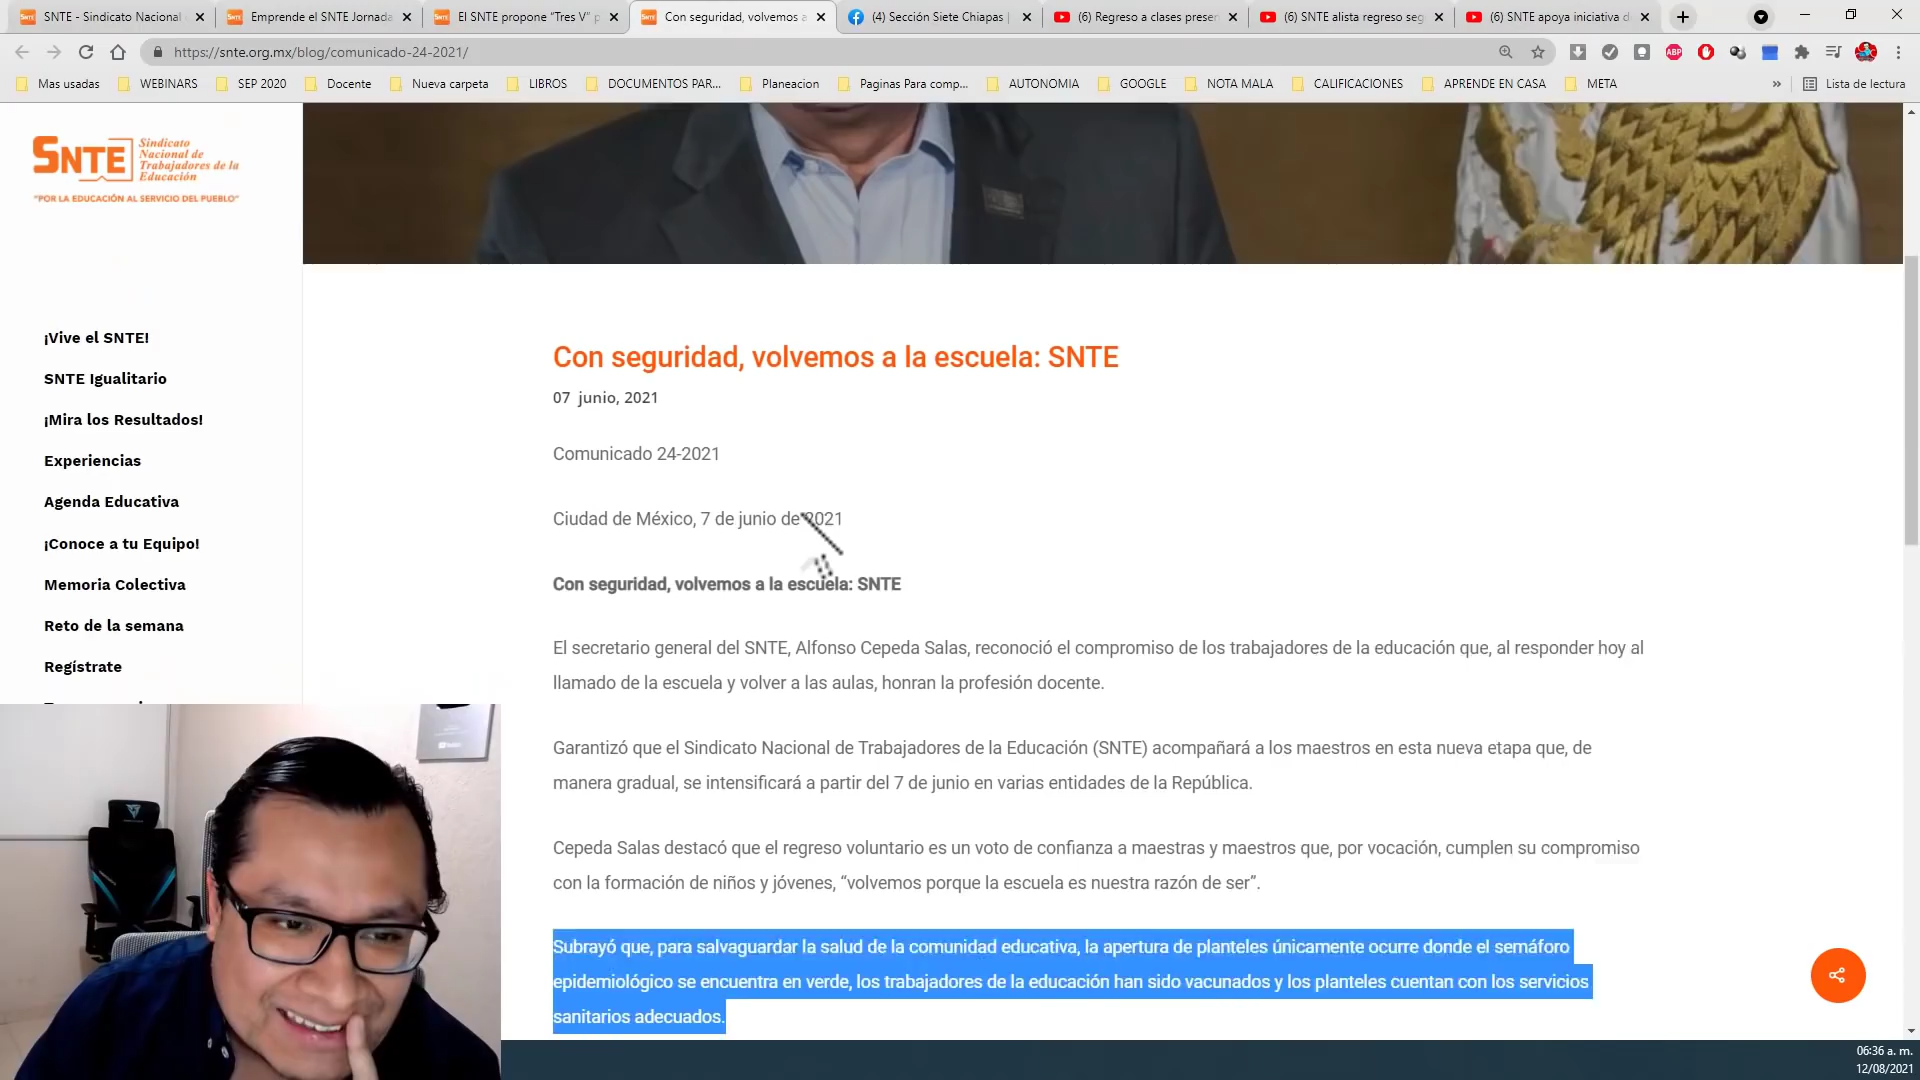 SNTE - Sindicato Nacional
Emprende el SNTE Jornada
El SNTE propone "Tres V" p
Con seguridad, volvemos a
(4) Sección Siete Chiapas |
(6) Regreso a clases presen
(6) SNTE alista regreso seg
(6) SNTE apoya iniciativa d
https://snte.org.mx/blog/comunicado-24-2021/
ABP
Mas usadas
WEBINARS
SEP 2020
Docente
Nueva carpeta
LIBROS
DOCUMENTOS PAR...
Planeacion
Paginas Para comp...
AUTONOMIA
GOOGLE
NOTA MALA
CALIFICACIONES
APRENDE EN CASA
META
»
Lista de lectura
SNTE
Sindicato
Nacional de
Trabajadores de la
Educación
"POR LA EDUCACIÓN AL SERVICIO DEL PUEBLO"
¡Vive el SNTE!
SNTE Igualitario
¡Mira los Resultados!
Experiencias
Agenda Educativa
¡Conoce a tu Equipo!
Memoria Colectiva
Reto de la semana
Regístrate
Con seguridad, volvemos a la escuela: SNTE
07 junio, 2021
Comunicado 24-2021
Ciudad de México, 7 de junio de 2021
Con seguridad, volvemos a la escuela: SNTE
El secretario general del SNTE, Alfonso Cepeda Salas, reconoció el compromiso de los trabajadores de la educación que, al responder hoy al
llamado de la escuela y volver a las aulas, honran la profesión docente.
Garantizó que el Sindicato Nacional de Trabajadores de la Educación (SNTE) acompañará a los maestros en esta nueva etapa que, de
manera gradual, se intensificará a partir del 7 de junio en varias entidades de la República.
Cepeda Salas destacó que el regreso voluntario es un voto de confianza a maestras y maestros que, por vocación, cumplen su compromiso
con la formación de niños y jóvenes, “volvemos porque la escuela es nuestra razón de ser”.
Subrayó que, para salvaguardar la salud de la comunidad educativa, la apertura de planteles únicamente ocurre donde el semáforo
epidemiológico se encuentra en verde, los trabajadores de la educación han sido vacunados y los planteles cuentan con los servicios
sanitarios adecuados.
06:36 a. m.
12/08/2021